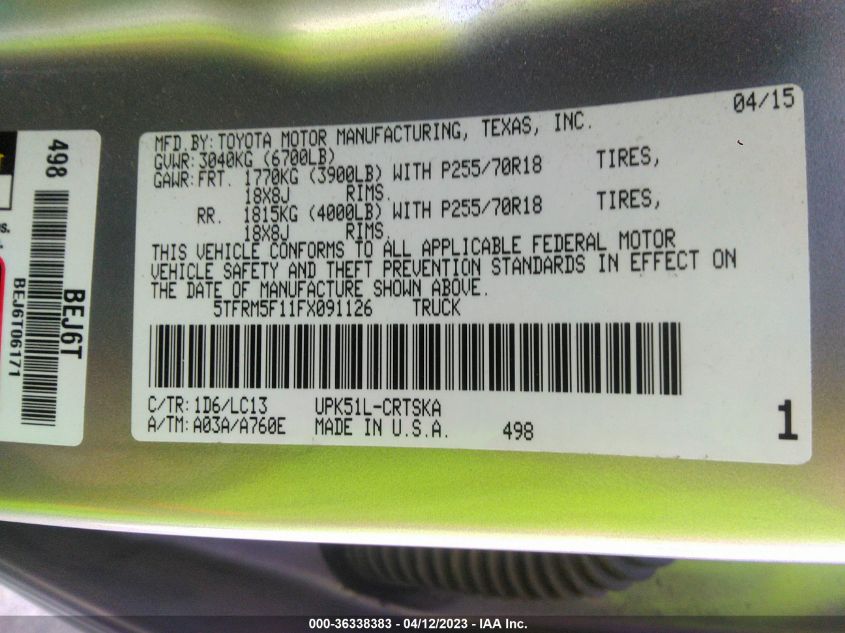 04/15
MFD.BY: TOYOTA MOTOR MANUFACTURING, TEXAS, INC.
GVWR: 3040KG (6700LB)
GAWR: FRT. 1770KG (3900LB) WITH P255/70R18 TIRES,
18X8J RIMS.
RR. 1815KG (4000LB) WITH P255/70R18 TIRES,
18X8J RIMS.
THIS VEHICLE CONFORMS TO ALL APPLICABLE FEDERAL MOTOR
VEHICLE SAFETY AND THEFT PREVENTION STANDARDS IN EFFECT ON
THE DATE OF MANUFACTURE SHOWN ABOVE.
5TFRM5F11FX091126 TRUCK
C/TR: 1D6/LC13 UPK51L-CRTSKA
A/TM: A03A/A760E MADE IN U.S.A. 498
1
498
BEJ6T
BEJ6T06171
000-36338383 - 04/12/2023 - IAA Inc.